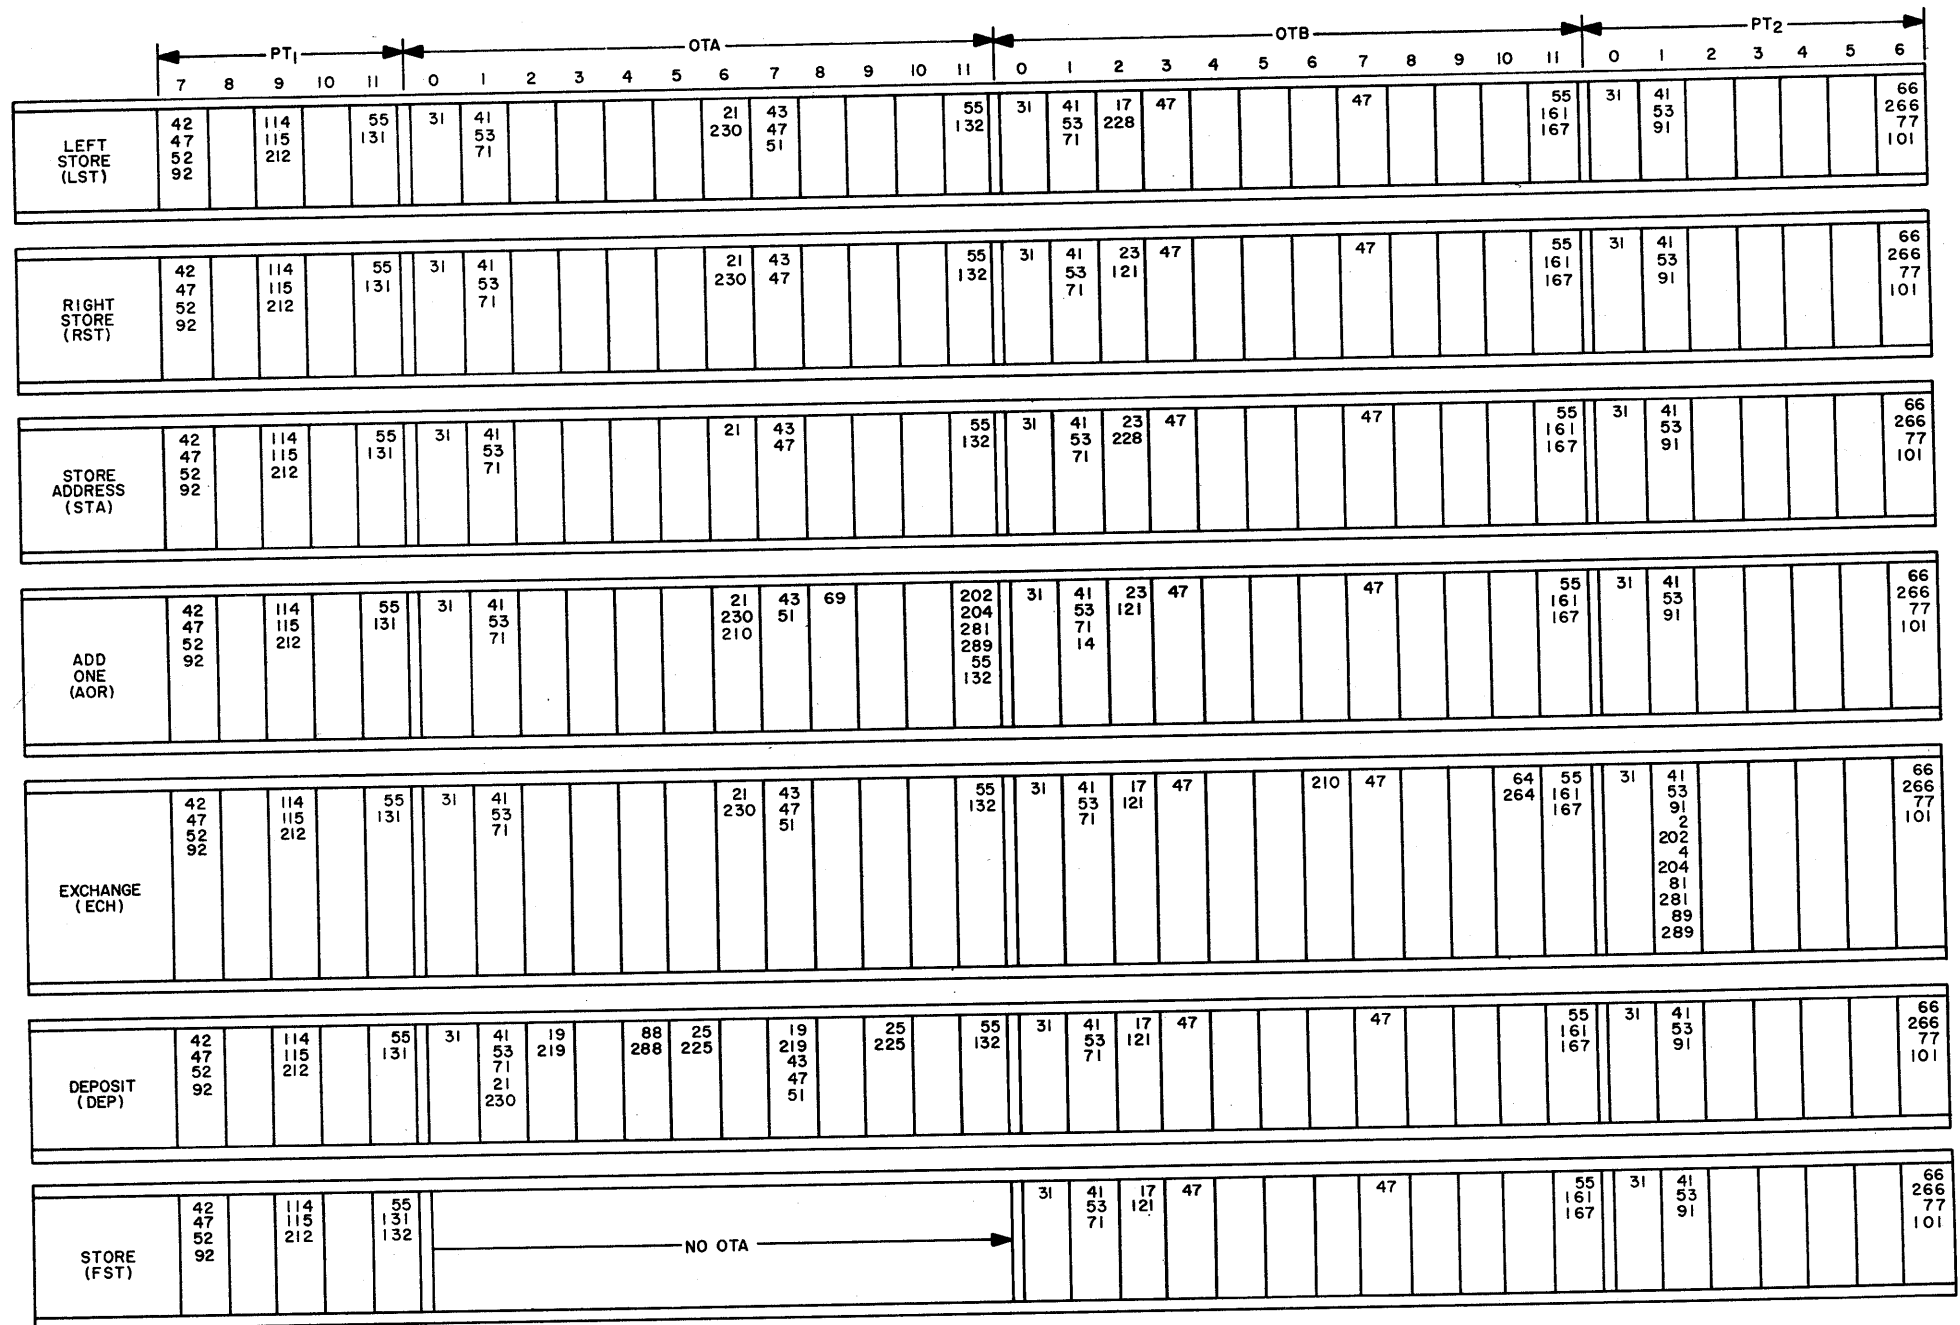 PT1 OTA OTB PT2
7 8 9 10 11 0 1 2 3 4 5 6 7 8 9 10 11 0 1 2 3 4 5 6 7 8 9 10 11 0 1 2 3 4 5 6
LEFT
STORE
(LST)
42 114 55 31 41 21 43 55 31 41 17 47 47 55 31 41 66
47 115 131 53 230 47 132 53 228 161 53 266
52 212 71 51 71 167 91 77
92 101
RIGHT
STORE
(RST)
42 114 55 31 41 21 43 55 31 41 23 47 47 55 31 41 66
47 115 131 53 230 47 132 53 121 161 53 266
52 212 71 71 167 91 77
92 101
STORE
ADDRESS
(STA)
42 114 55 31 41 21 43 55 31 41 23 47 47 55 31 41 66
47 115 131 53 47 132 53 228 161 53 266
52 212 71 71 167 91 77
92 101
ADD
ONE
(AOR)
42 114 55 31 41 21 43 69 202 31 41 23 47 47 55 31 41 66
47 115 131 53 230 51 204 53 121 161 53 266
52 212 71 210 281 71 167 91 77
92 289 14 101
55
132
EXCHANGE
(ECH)
42 114 55 31 41 21 43 55 31 41 17 47 210 47 64 55 31 41 66
47 115 131 53 230 47 132 53 121 264 161 53 266
52 212 71 51 71 167 91 77
92 2 101
202
4
204
81
281
89
289
DEPOSIT
(DEP)
42 114 55 31 41 19 88 25 19 25 55 31 41 17 47 47 55 31 41 66
47 115 131 53 219 288 225 219 225 132 53 121 161 53 266
52 212 71 43 71 167 91 77
92 21 47 101
230 51
STORE
(FST)
42 114 55 NO OTA 31 41 17 47 47 55 31 41 66
47 115 131 53 121 161 53 266
52 212 132 71 167 91 77
92 101